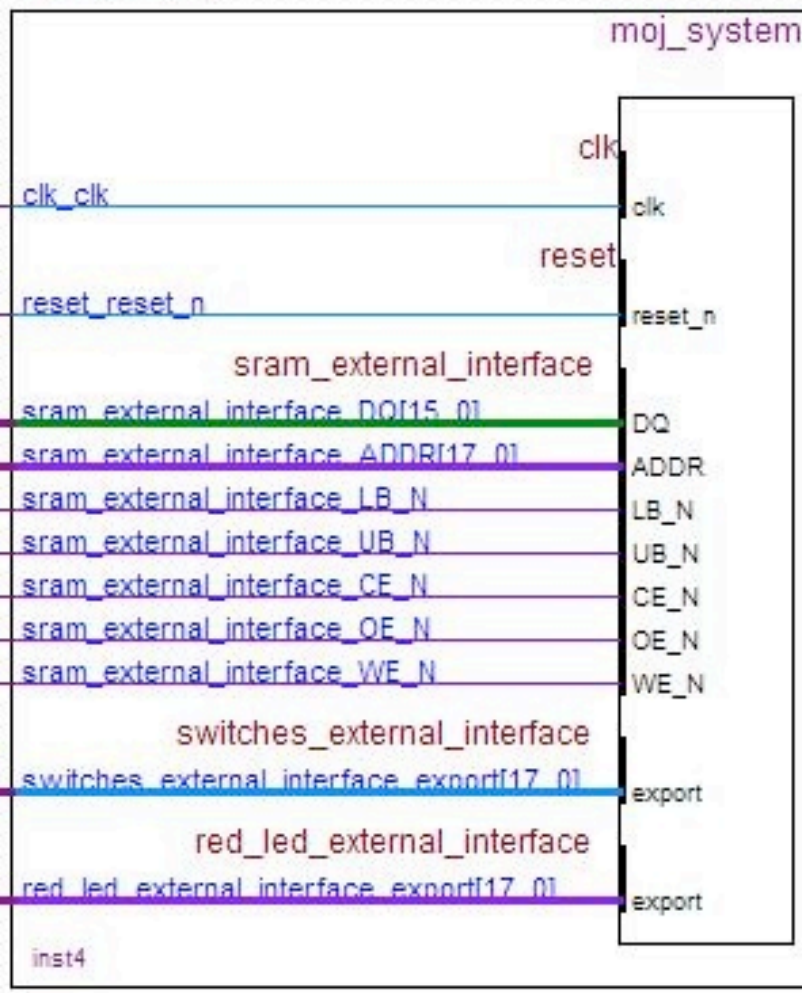 moj_system
clk
clk_clk
clk
reset
reset_reset_n
reset_n
sram_external_interface
sram_external_interface_DQ[15..0]
DQ
sram_external_interface_ADDR[17..0]
ADDR
sram_external_interface_LB_N
LB_N
sram_external_interface_UB_N
UB_N
sram_external_interface_CE_N
CE_N
sram_external_interface_OE_N
OE_N
sram_external_interface_WE_N
WE_N
switches_external_interface
switches_external_interface_export[17..0]
export
red_led_external_interface
red_led_external_interface_export[17..0]
export
inst4